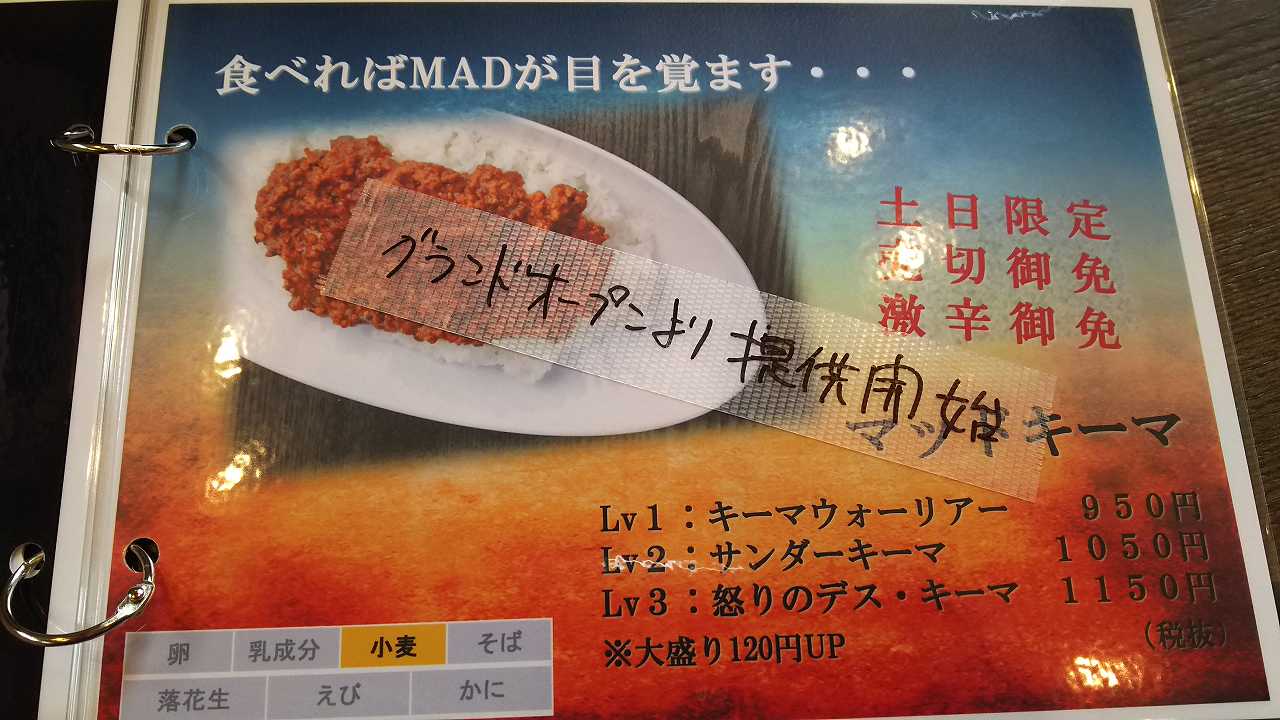 食べればMADが目を覚ます・・・
土日限定
売切御免
激辛御免
グランドオープンより提供開始
マッドキーマ
Lv1：キーマウォーリアー 950円
Lv2：サンダーキーマ 1050円
Lv3：怒りのデス・キーマ 1150円
(税抜)
※大盛り120円UP
卵 乳成分 小麦 そば
落花生 えび かに